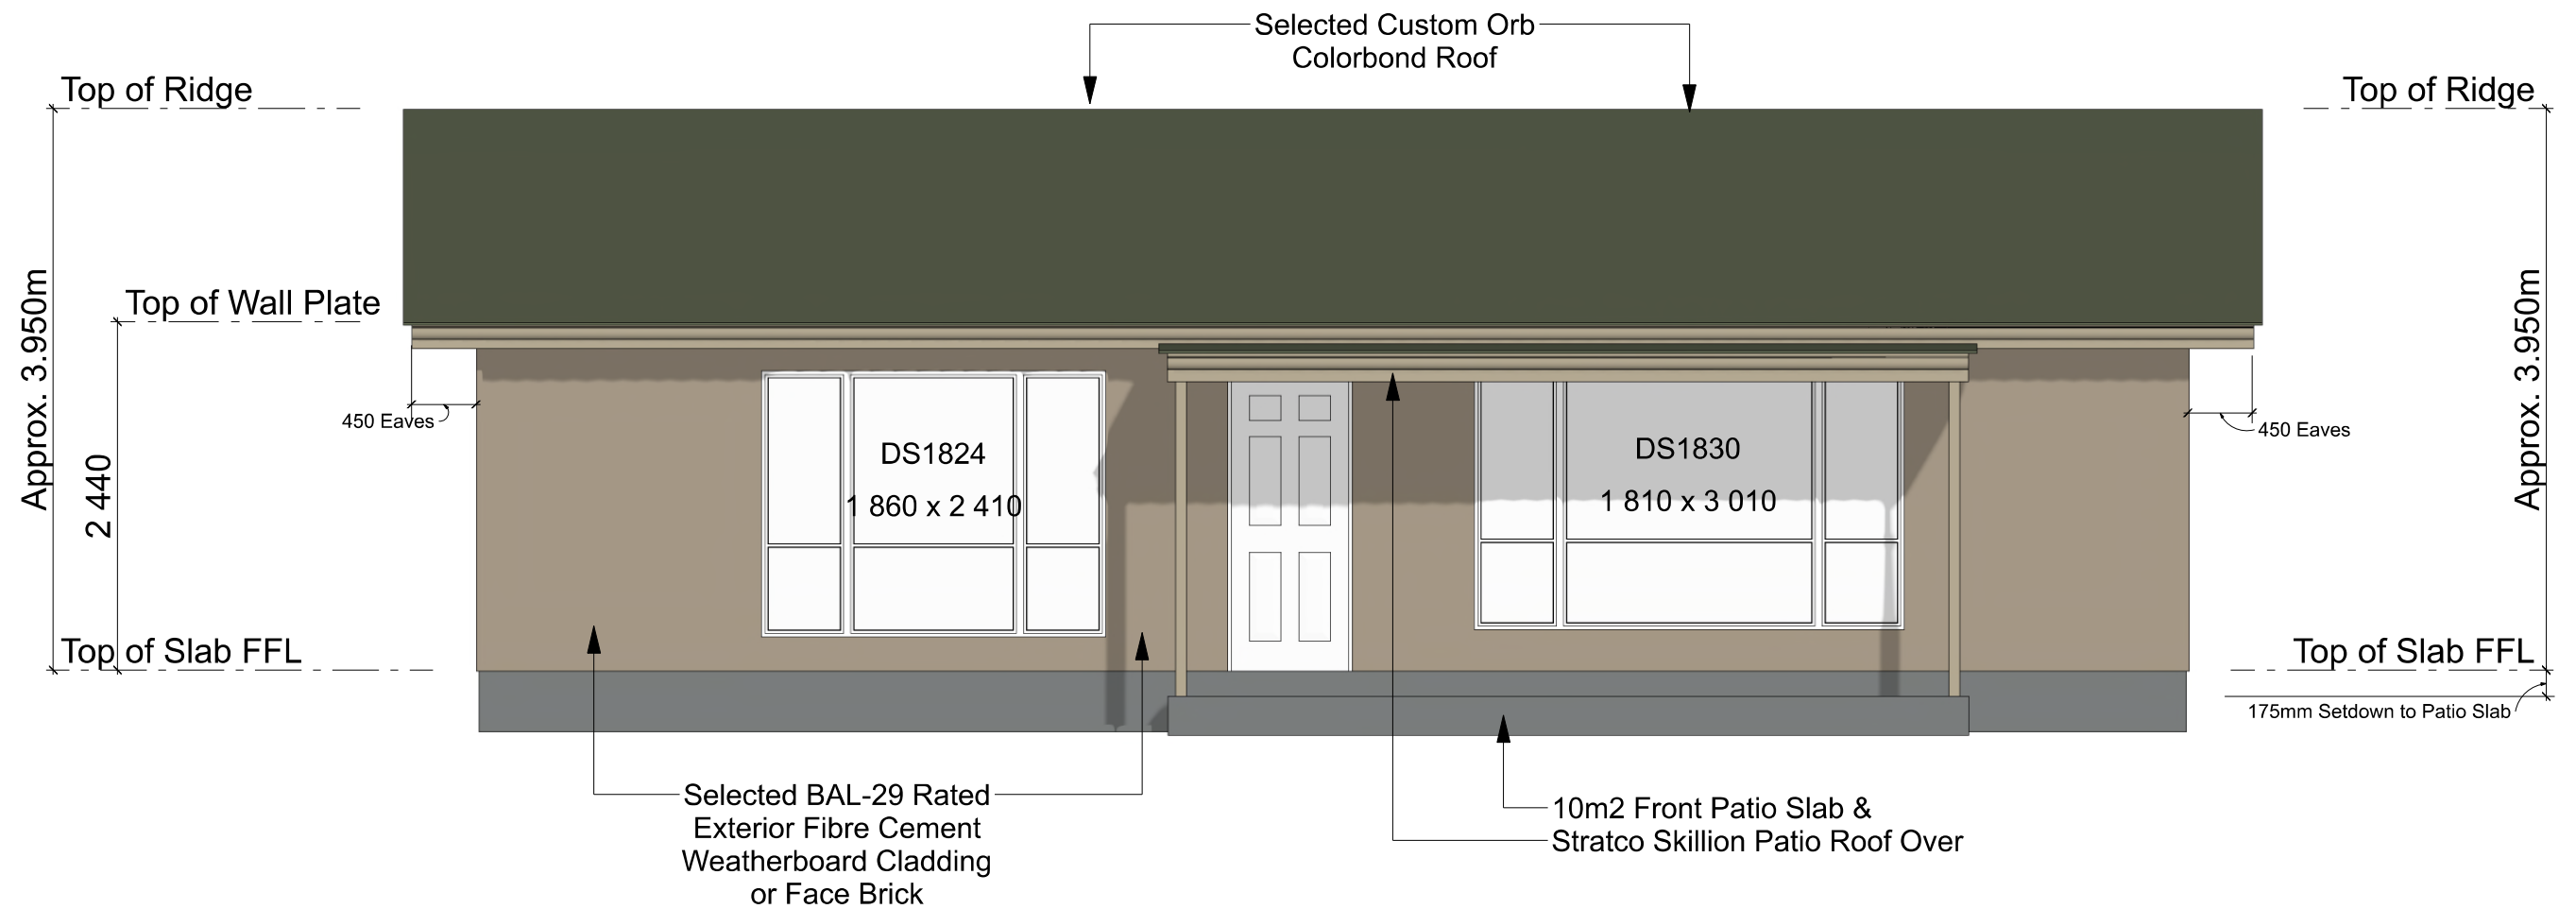 Selected Custom Orb
Colorbond Roof
Top of Ridge
Top of Ridge
Top of Wall Plate
Approx. 3.950m
2 440
Approx. 3.950m
450 Eaves
450 Eaves
DS1824
1 860 x 2 410
DS1830
1 810 x 3 010
Top of Slab FFL
Top of Slab FFL
175mm Setdown to Patio Slab
Selected BAL-29 Rated
Exterior Fibre Cement
Weatherboard Cladding
or Face Brick
10m2 Front Patio Slab &
Stratco Skillion Patio Roof Over